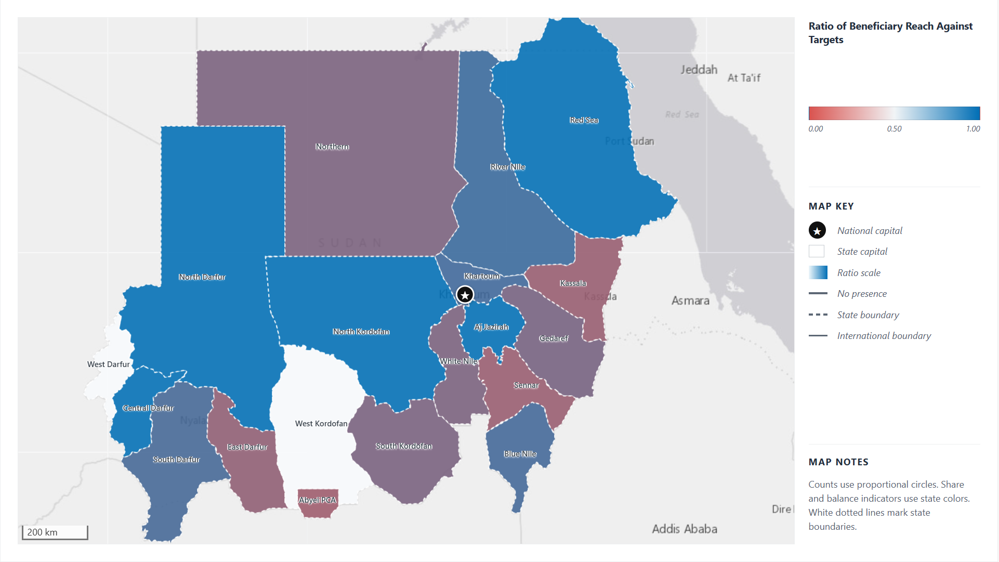 Ratio of Beneficiary Reach Against
Targets
Jeddah
At Ta'if
Red Sea
Red Sea
0.00
0.50
1.00
Port Sudan
Northern
River Nile
MAP KEY
National capital
SUDAN
State capital
North Darfur
Khartoum
Ratio scale
Kassala
Khartoum
Kassala
Asmara
No presence
State boundary
North Kordofan
Aj Jazirah
Gedaref
International boundary
West Darfur
White Nile
Sennar
Central Darfur
Nyala
West Kordofan
South Kordofan
East Darfur
South Darfur
Blue Nile
MAP NOTES
Counts use proportional circles. Share
and balance indicators use state colors.
White dotted lines mark state
boundaries.
Abyei PCA
Dire
200 km
Addis Ababa